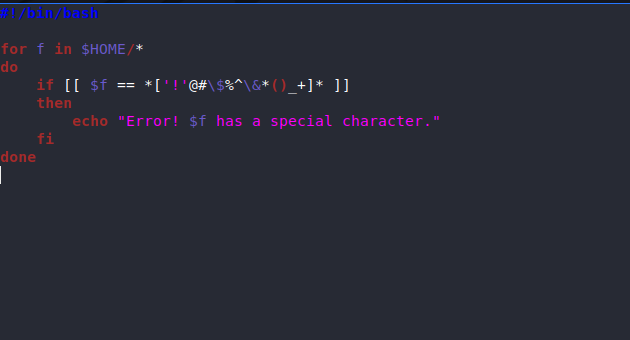 #!/bin/bash

for f in $HOME/*
do
    if [[ $f == *['!'@#\$%^\&*()_+]* ]]
    then
        echo "Error! $f has a special character."
    fi
done